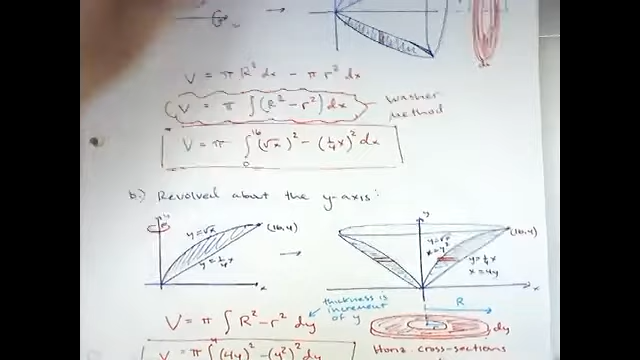 dx
V = π R² dx − π r² dx
V = π ∫ (R² − r²) dx
Washer
Method
V = π ∫₀¹⁶ (√x)² − (¼x)² dx
b.) Revolved about the y-axis:
y
y=√x
(16,4)
y=¼x
x
y
y=√x
x=y²
(16,4)
y=¼x
x=4y
x
thickness is
increment
of y
R
V = π ∫ R² − r² dy
dy
Horiz. cross-sections
V = π ∫ (4y)² − (y²)² dy